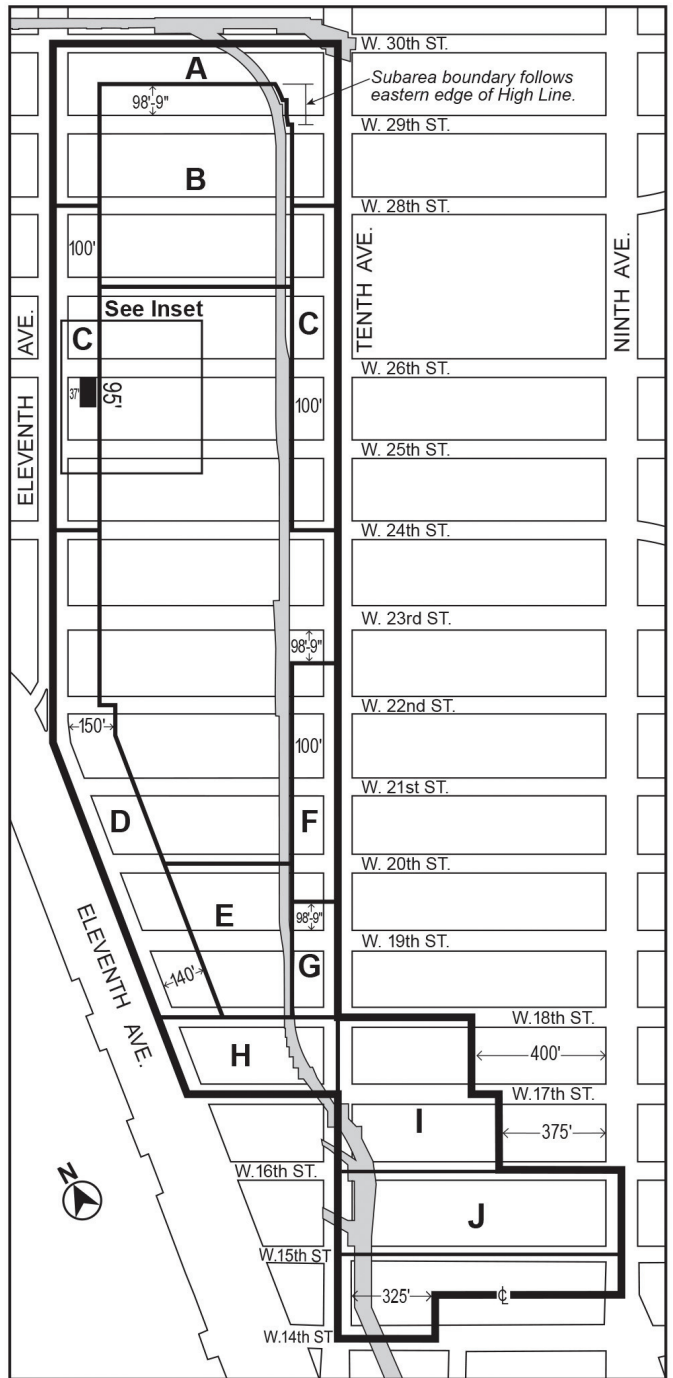 W. 30th ST.
A
Subarea boundary follows
eastern edge of High Line.
98'-9"
W. 29th ST.
B
W. 28th ST.
100'
TENTH AVE.
NINTH AVE.
See Inset
ELEVENTH AVE.
C
C
W. 26th ST.
37'
95'
100'
W. 25th ST.
W. 24th ST.
W. 23rd ST.
98'-9"
W. 22nd ST.
150'
100'
W. 21st ST.
D
F
W. 20th ST.
E
98'-9"
W. 19th ST.
ELEVENTH AVE.
140'
G
W.18th ST.
H
400'
W.17th ST.
I
375'
W.16th ST.
N
J
W.15th ST
325'
CL
W.14th ST